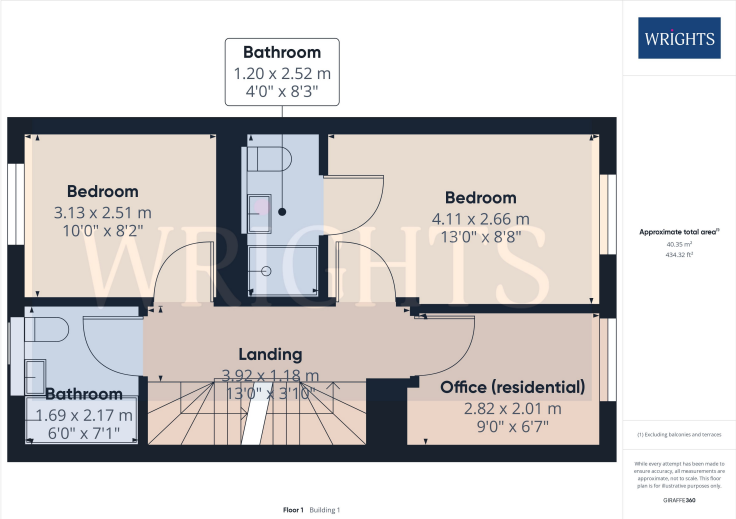 Bathroom
1.20 x 2.52 m
4'0" x 8'3"
WRIGHTS
Bedroom
3.13 x 2.51 m
10'0" x 8'2"
Bedroom
4.11 x 2.66 m
13'0" x 8'8"
WRIGHTS
Approximate total area⁽¹⁾
40.35 m²
434.32 ft²
Landing
3.92 x 1.18 m
13'0" x 3'10"
Bathroom
1.69 x 2.17 m
6'0" x 7'1"
Office (residential)
2.82 x 2.01 m
9'0" x 6'7"
(1) Excluding balconies and terraces
While every attempt has been made to
ensure accuracy, all measurements are
approximate, not to scale. This floor
plan is for illustrative purposes only.
GIRAFFE360
Floor 1 Building 1